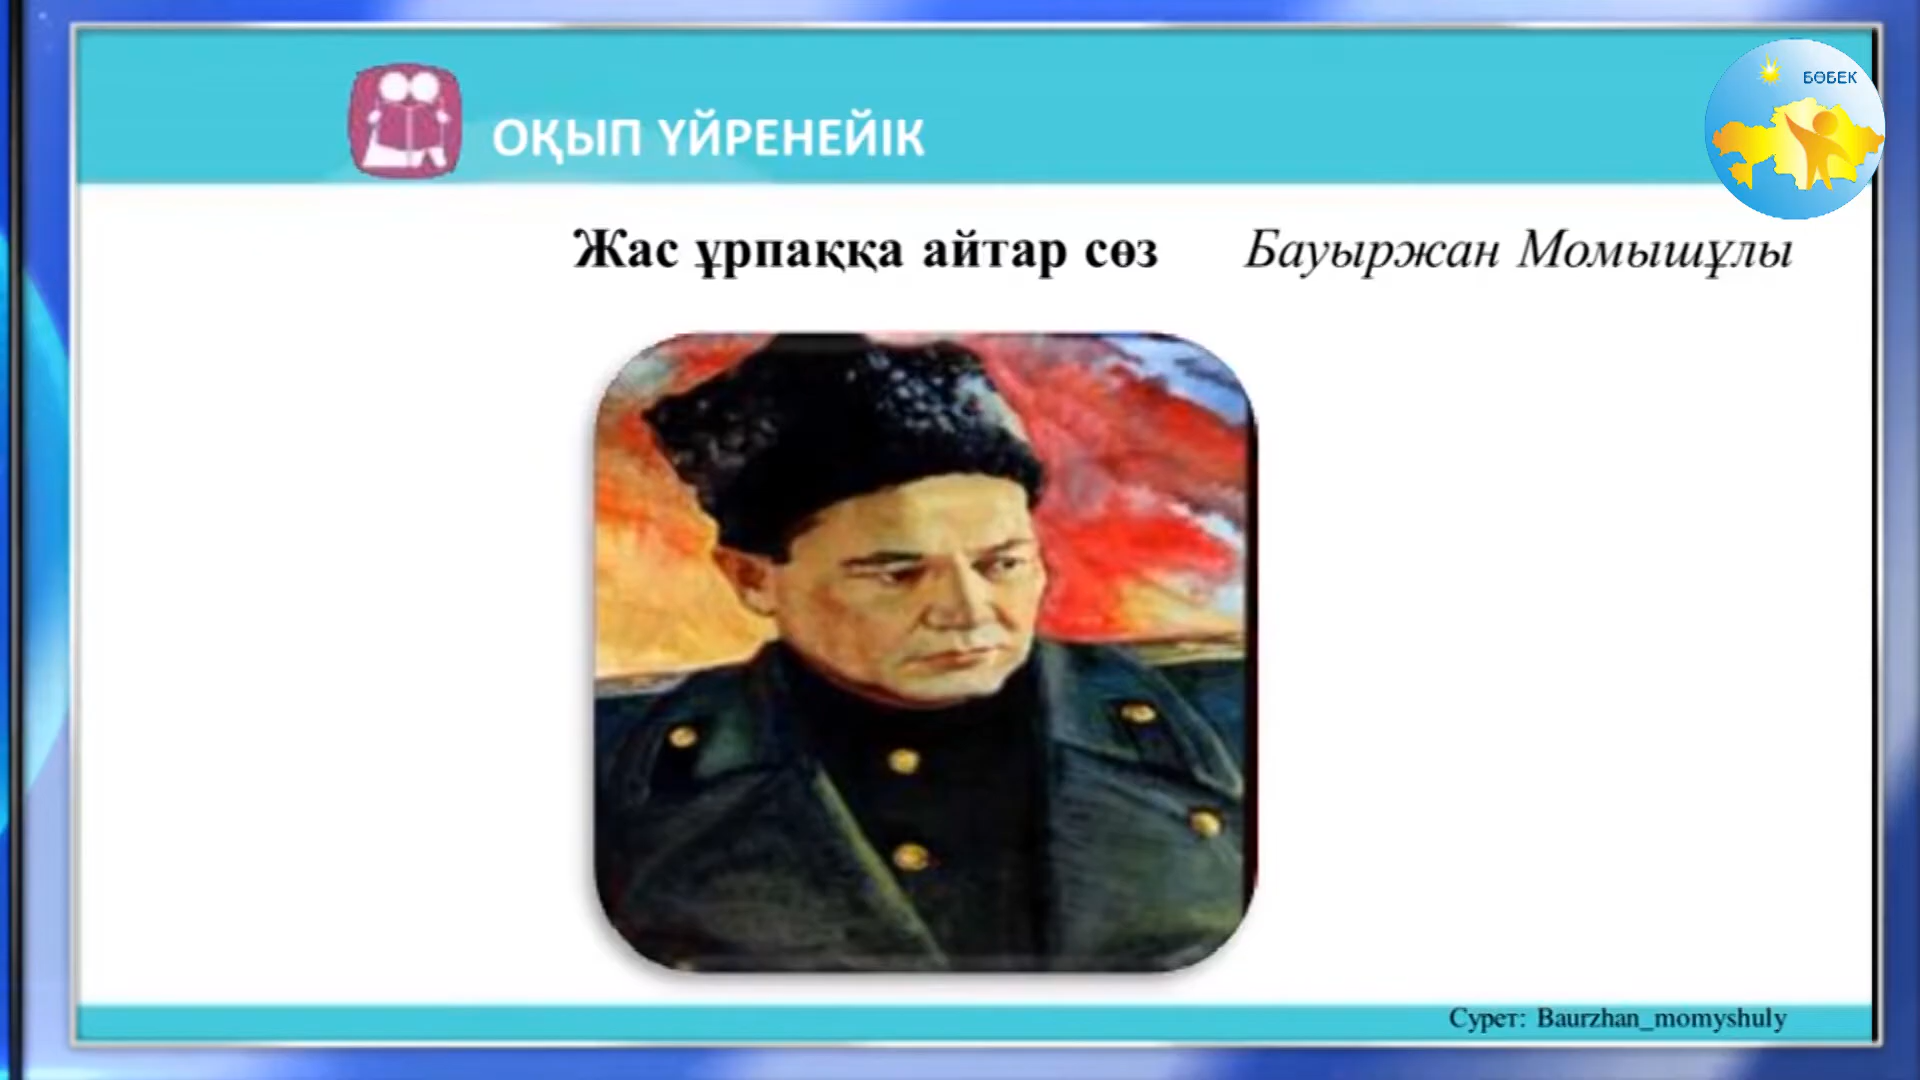 БӨБЕК
ОҚЫП ҮЙРЕНЕЙІК
Жас ұрпаққа айтар сөз Бауыржан Момышұлы
Сурет: Baurzhan_momyshuly